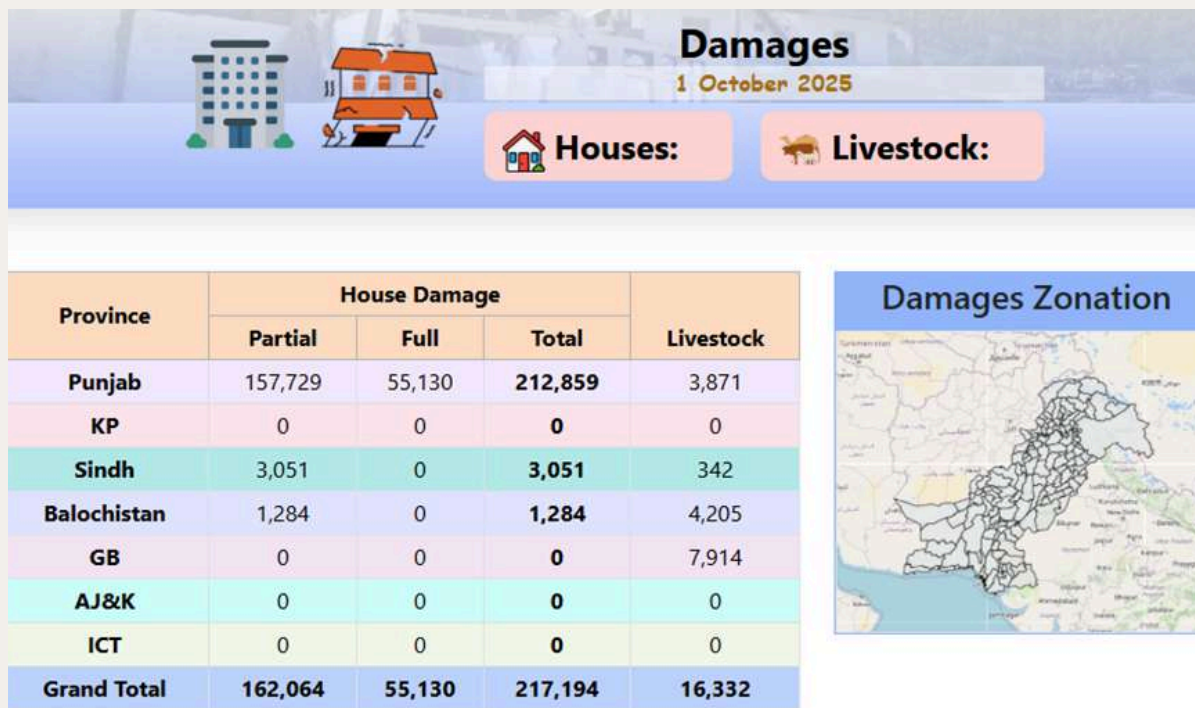 Damages
1 October 2025
Houses:
Livestock:
Province House Damage Livestock
Partial Full Total
Punjab 157,729 55,130 212,859 3,871
KP 0 0 0 0
Sindh 3,051 0 3,051 342
Balochistan 1,284 0 1,284 4,205
GB 0 0 0 7,914
AJ&K 0 0 0 0
ICT 0 0 0 0
Grand Total 162,064 55,130 217,194 16,332
Damages Zonation